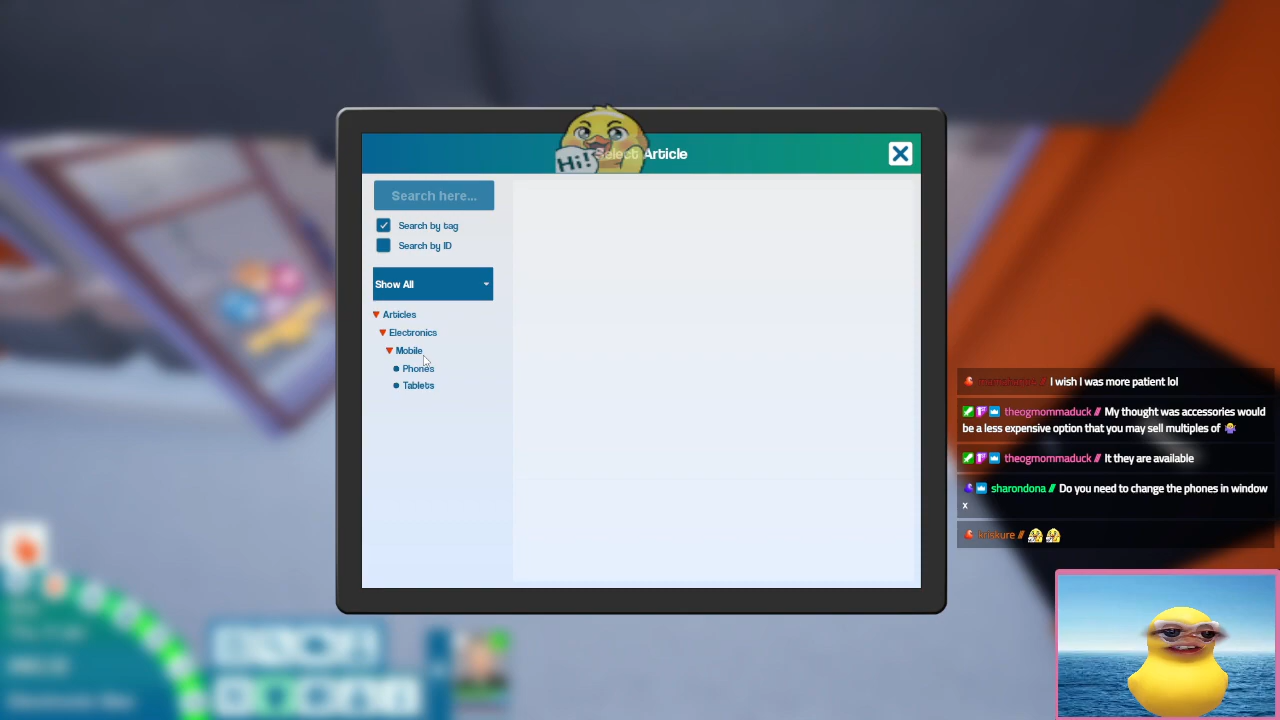 Hi!
Select Article
Search here...
Search by tag
Search by ID
Show All
Articles
Electronics
Mobile
Phones
Tablets
// I wish I was more patient lol
theogmommaduck // My thought was accessories would
be a less expensive option that you may sell multiples of
theogmommaduck // It they are available
sharondona // Do you need to change the phones in window
x
kriskure //